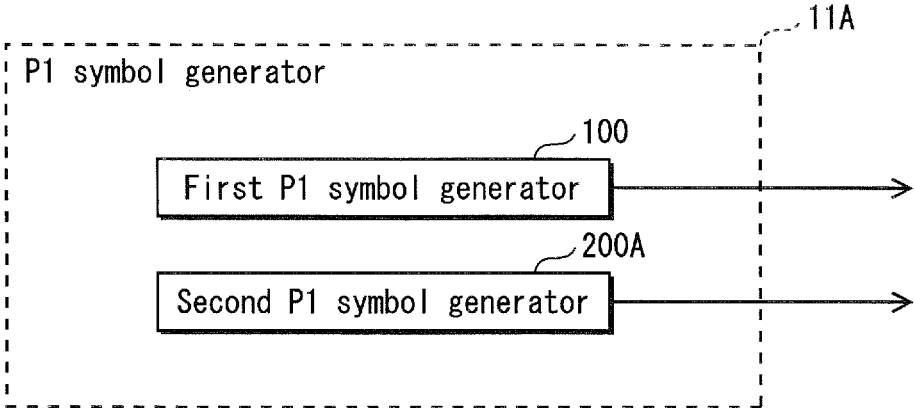 11A
P1 symbol generator
100
First P1 symbol generator
200A
Second P1 symbol generator